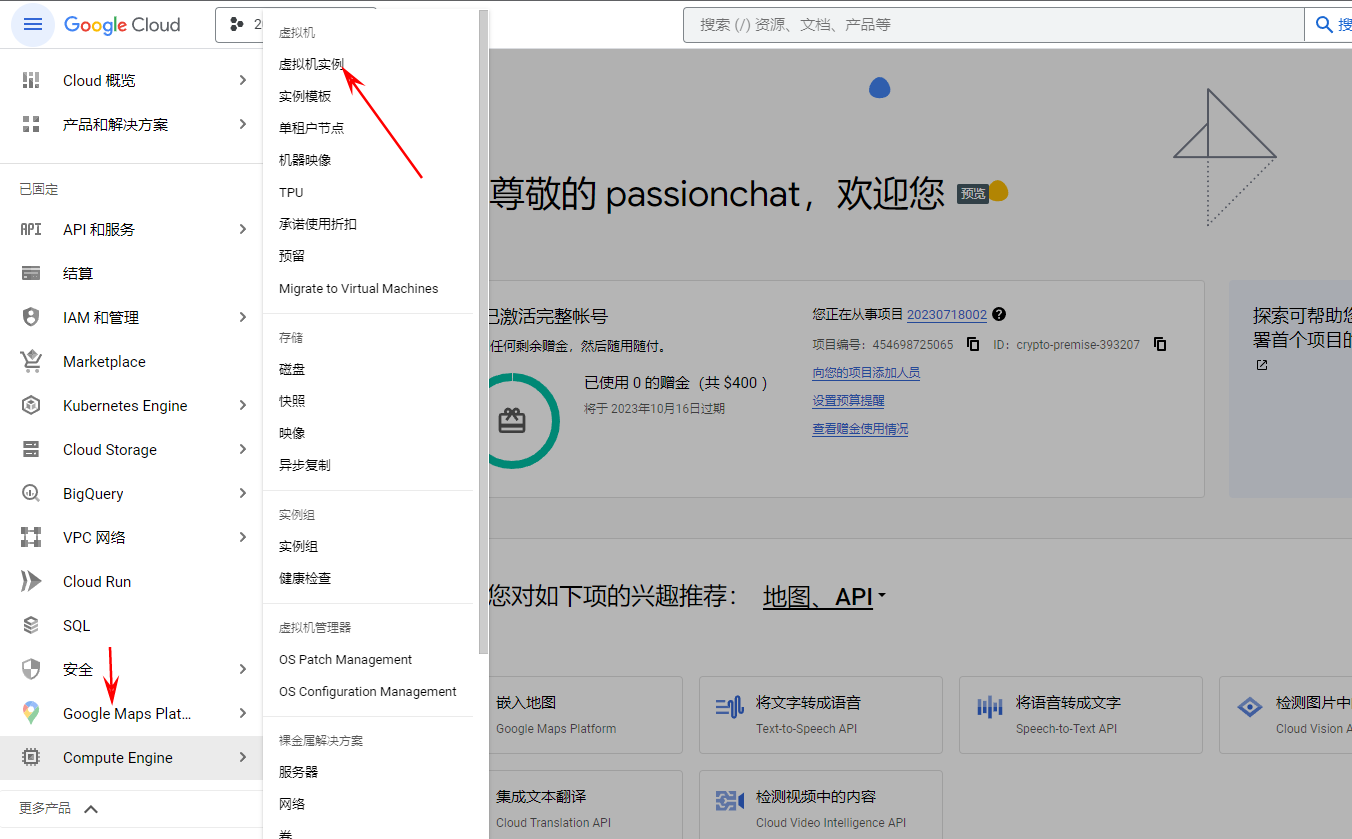 Google Cloud
2
搜索 (/) 资源、文档、产品等
搜
Cloud 概览
产品和解决方案
已固定
API 和服务
结算
IAM 和管理
Marketplace
Kubernetes Engine
Cloud Storage
BigQuery
VPC 网络
Cloud Run
SQL
安全
Google Maps Plat...
Compute Engine
更多产品
虚拟机
虚拟机实例
实例模板
单租户节点
机器映像
TPU
承诺使用折扣
预留
Migrate to Virtual Machines
存储
磁盘
快照
映像
异步复制
实例组
实例组
健康检查
虚拟机管理器
OS Patch Management
OS Configuration Management
裸金属解决方案
服务器
网络
卷
尊敬的 passionchat，欢迎您 预览
已激活完整帐号
任何剩余赠金，然后随用随付。
已使用 0 的赠金（共 $400 ）
将于 2023年10月16日过期
您正在从事项目 20230718002
项目编号：454698725065 ID：crypto-premise-393207
向您的项目添加人员
设置预算提醒
查看赠金使用情况
探索可帮助您
署首个项目的
您对如下项的兴趣推荐： 地图、API
嵌入地图
Google Maps Platform
将文字转成语音
Text-to-Speech API
将语音转成文字
Speech-to-Text API
检测图片中
Cloud Vision A
集成文本翻译
Cloud Translation API
检测视频中的内容
Cloud Video Intelligence API